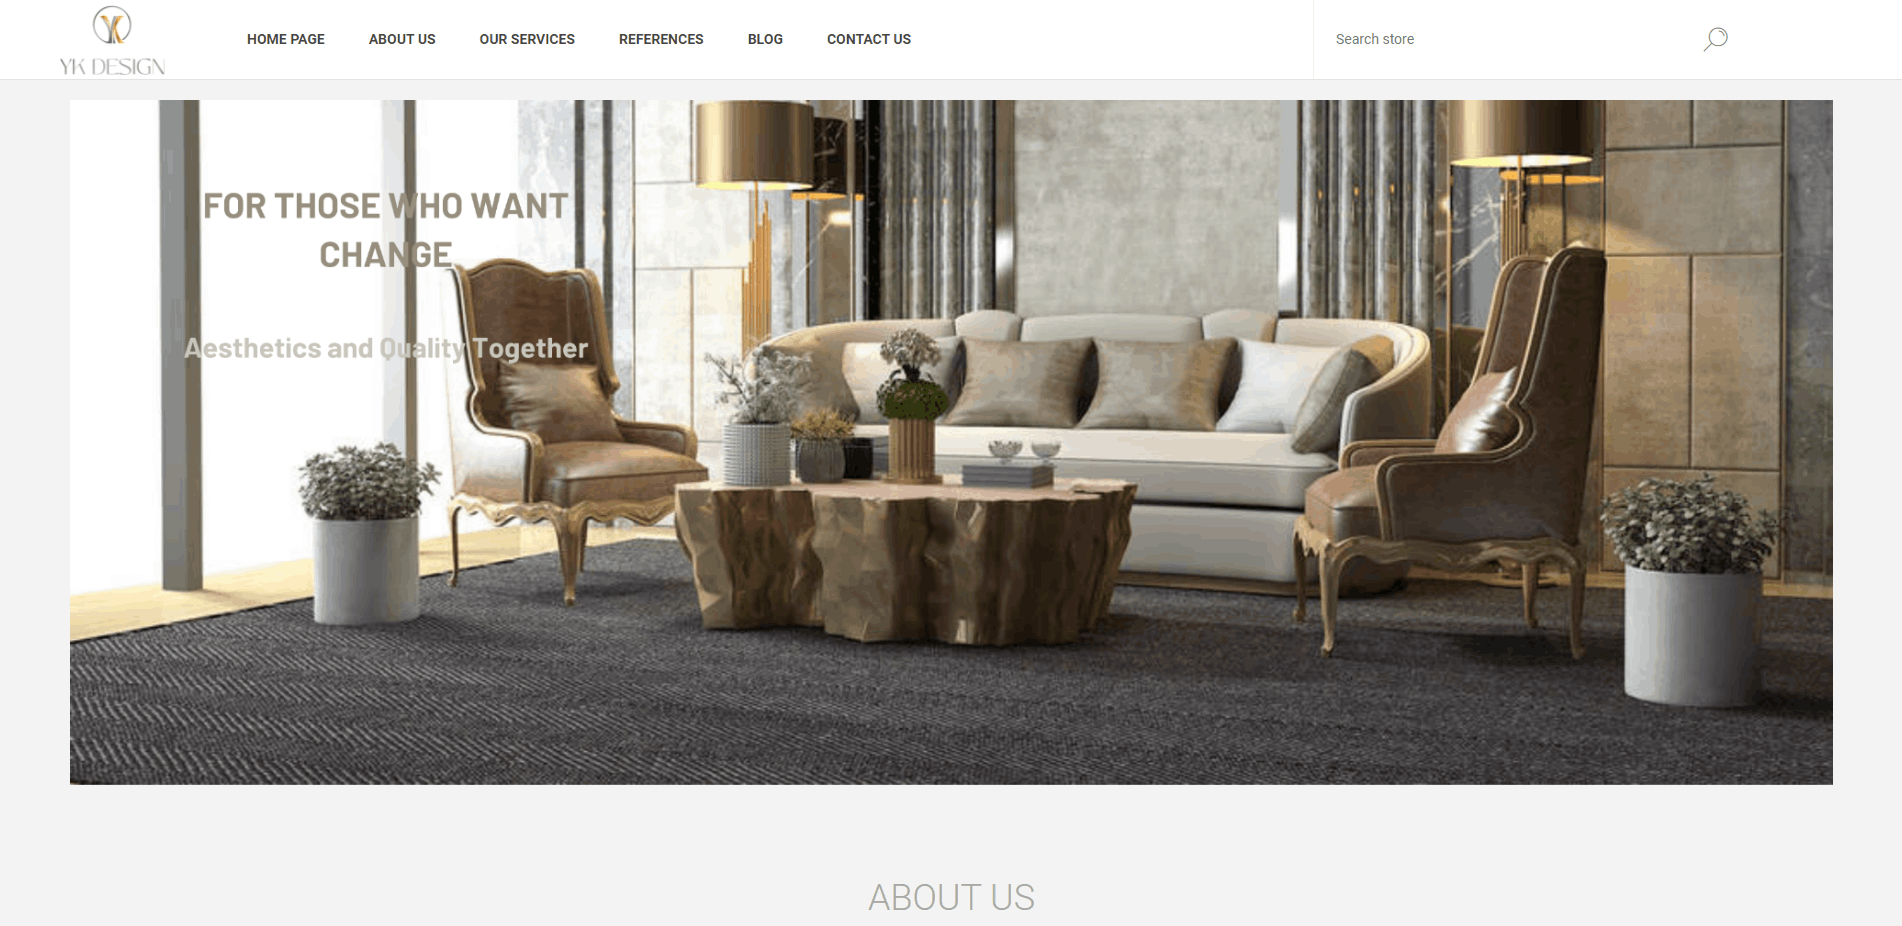 YK
YK DESIGN
HOME PAGE
ABOUT US
OUR SERVICES
REFERENCES
BLOG
CONTACT US
Search store
FOR THOSE WHO WANT
CHANGE
Aesthetics and Quality Together
ABOUT US